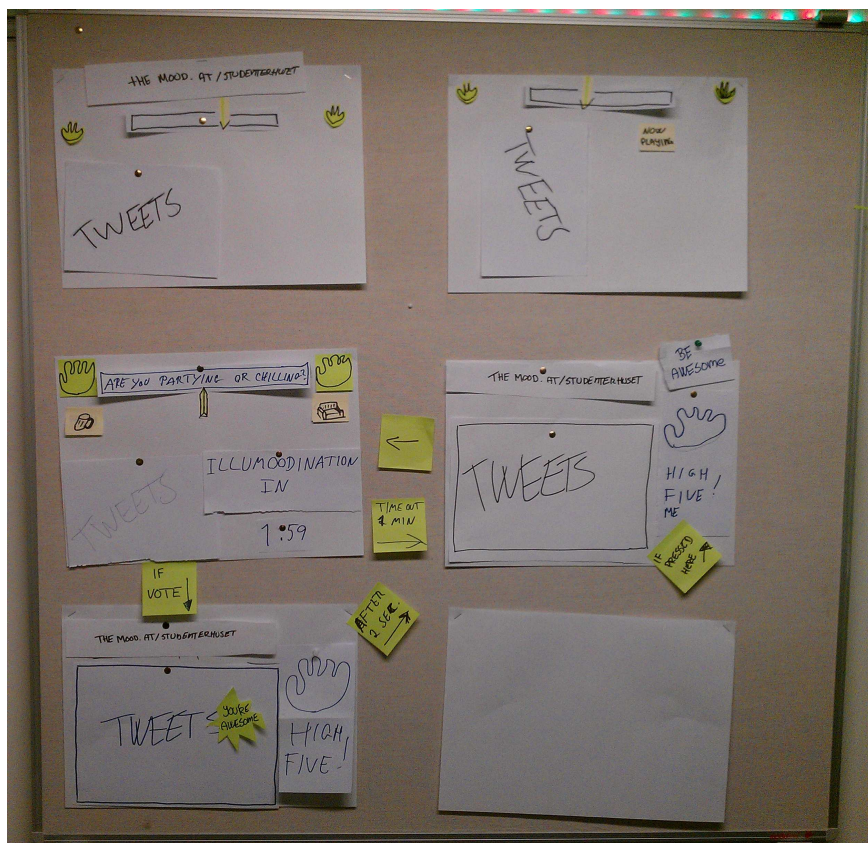 THE MOOD. AT/STUDENTERHUSET
TWEETS
NOW
PLAYING
TWEETS
ARE YOU PARTYING OR CHILLING?
TWEETS
ILLUMOODINATION
IN
1:59
BE
AWESOME
THE MOOD. AT/STUDENTERHUSET
TWEETS
HIGH
FIVE!
ME
IF
PRESSED
HERE
TIME OUT
1 MIN
IF
VOTE
AFTER
2 SEK.
THE MOOD. AT/STUDENTERHUSET
TWEET
YOU'RE
AWESOME
HIGH
FIVE!